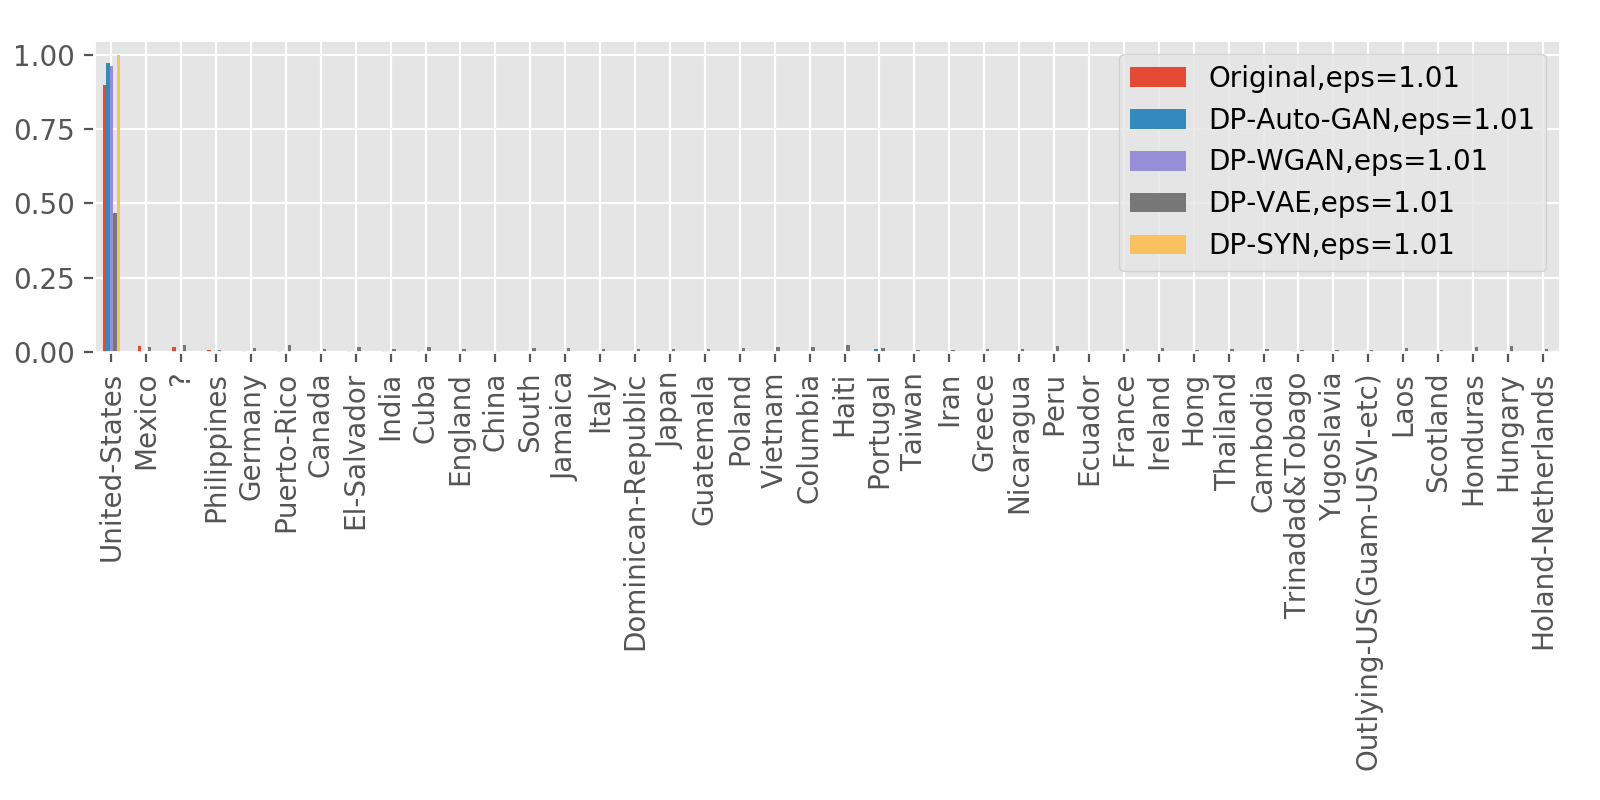 1.00
0.75
0.50
0.25
0.00
Original,eps=1.01
DP-Auto-GAN,eps=1.01
DP-WGAN,eps=1.01
DP-VAE,eps=1.01
DP-SYN,eps=1.01
United-States
Mexico
?
Philippines
Germany
Puerto-Rico
Canada
El-Salvador
India
Cuba
England
China
South
Jamaica
Italy
Dominican-Republic
Japan
Guatemala
Poland
Vietnam
Columbia
Haiti
Portugal
Taiwan
Iran
Greece
Nicaragua
Peru
Ecuador
France
Ireland
Hong
Thailand
Cambodia
Trinadad&Tobago
Yugoslavia
Outlying-US(Guam-USVI-etc)
Laos
Scotland
Honduras
Hungary
Holand-Netherlands